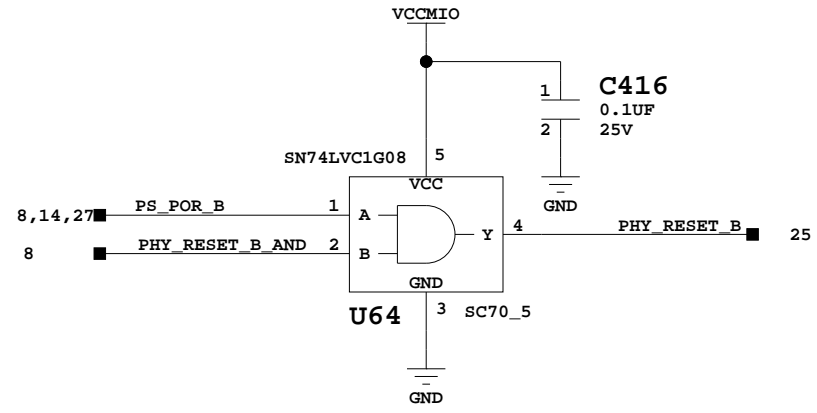 VCCMIO
1
C416
0.1UF
2
25V
SN74LVC1G08
5
VCC
GND
8,14,27
PS_POR_B
1
A
Y
4
PHY_RESET_B
25
8
PHY_RESET_B_AND
2
B
GND
U64
3
SC70_5
GND